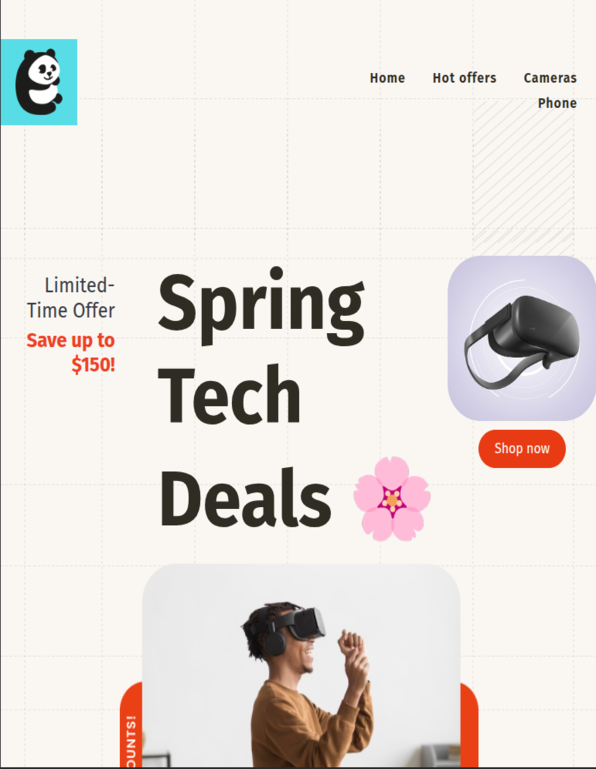 Home Hot offers Cameras
Phone
Limited-
Time Offer
Save up to
$150!
Spring
Tech
Deals
Shop now
OUNTS!